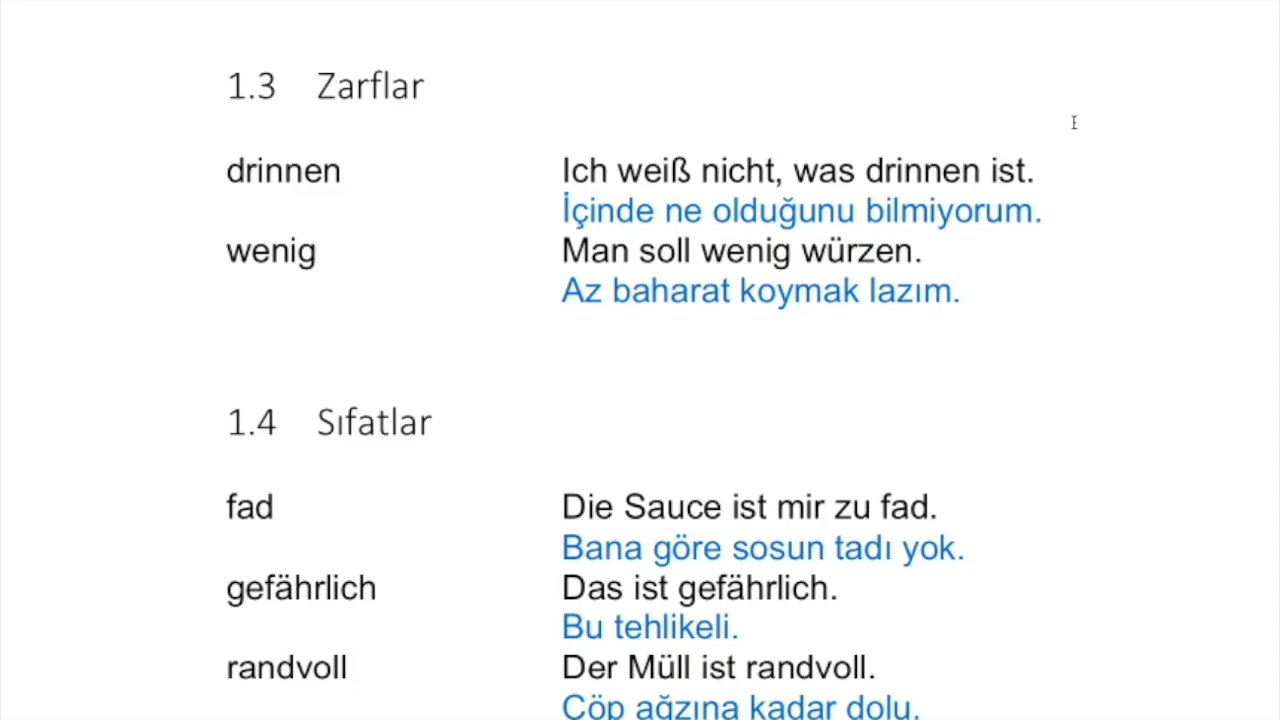 1.3 Zarflar
drinnen Ich weiß nicht, was drinnen ist.
İçinde ne olduğunu bilmiyorum.
wenig Man soll wenig würzen.
Az baharat koymak lazım.
1.4 Sıfatlar
fad Die Sauce ist mir zu fad.
Bana göre sosun tadı yok.
gefährlich Das ist gefährlich.
Bu tehlikeli.
randvoll Der Müll ist randvoll.
Çöp ağzına kadar dolu.